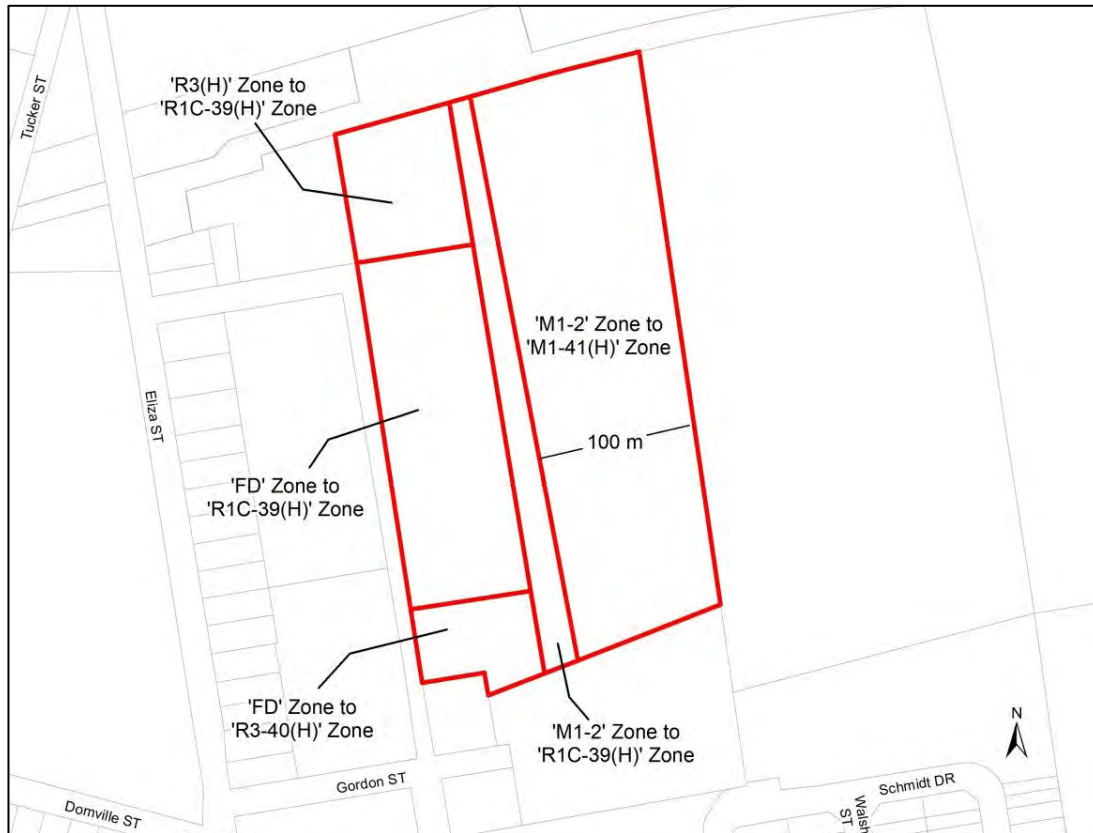 Tucker ST
'R3(H)' Zone to
'R1C-39(H)' Zone
'M1-2' Zone to
'M1-41(H)' Zone
Eliza ST
100 m
'FD' Zone to
'R1C-39(H)' Zone
'FD' Zone to
'R3-40(H)' Zone
'M1-2' Zone to
'R1C-39(H)' Zone
N
Gordon ST
Schmidt DR
Domville ST
Walsh
ST